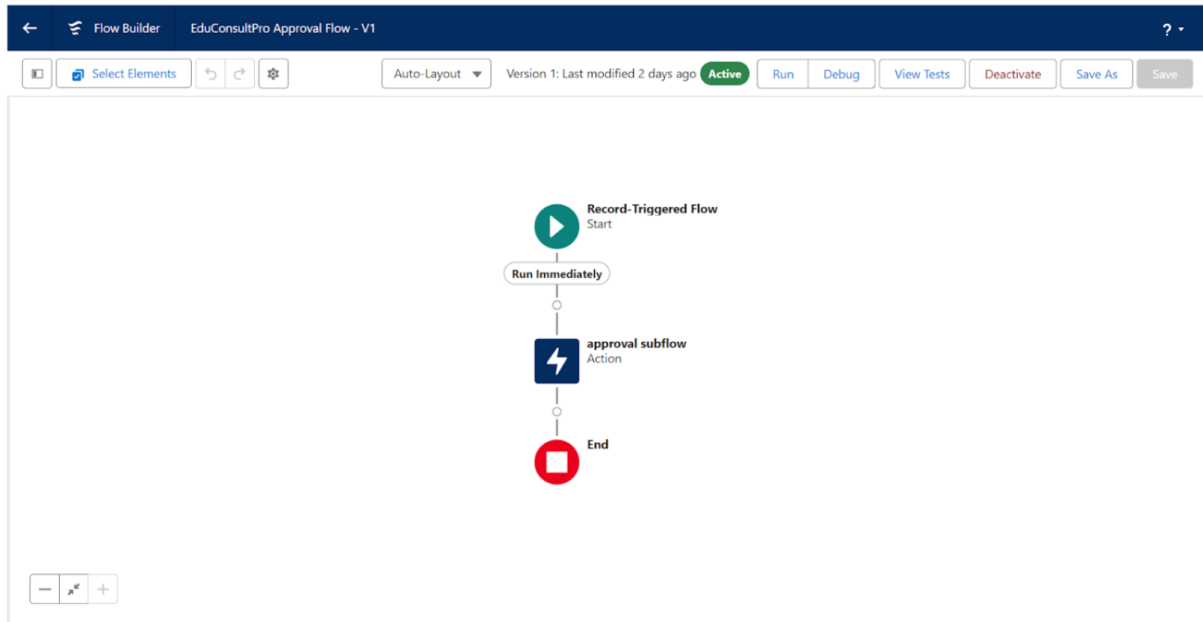 Flow Builder EduConsultPro Approval Flow - V1 ?
Select Elements Auto-Layout Version 1: Last modified 2 days ago Active Run Debug View Tests Deactivate Save As Save
Record-Triggered Flow
Start
Run Immediately
approval subflow
Action
End